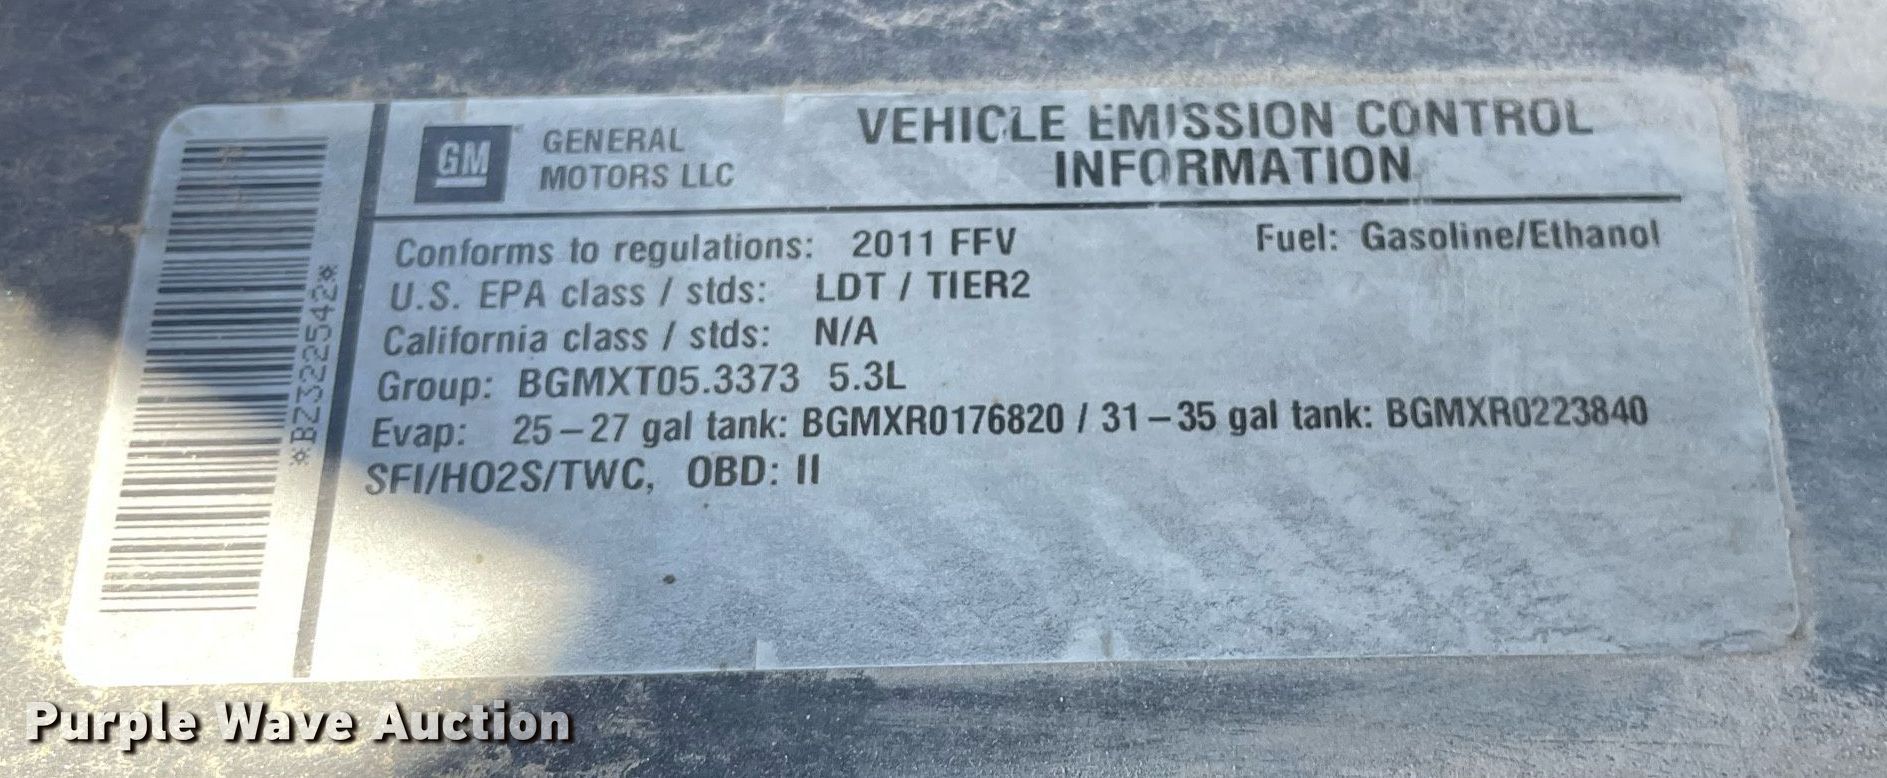 GM
GENERAL
MOTORS LLC
VEHICLE EMISSION CONTROL
INFORMATION
Conforms to regulations: 2011 FFV Fuel: Gasoline/Ethanol
U.S. EPA class / stds: LDT / TIER2
California class / stds: N/A
Group: BGMXT05.3373 5.3L
Evap: 25–27 gal tank: BGMXR0176820 / 31–35 gal tank: BGMXR0223840
SFI/HO2S/TWC, OBD: II
*BZ3222542*
Purple Wave Auction